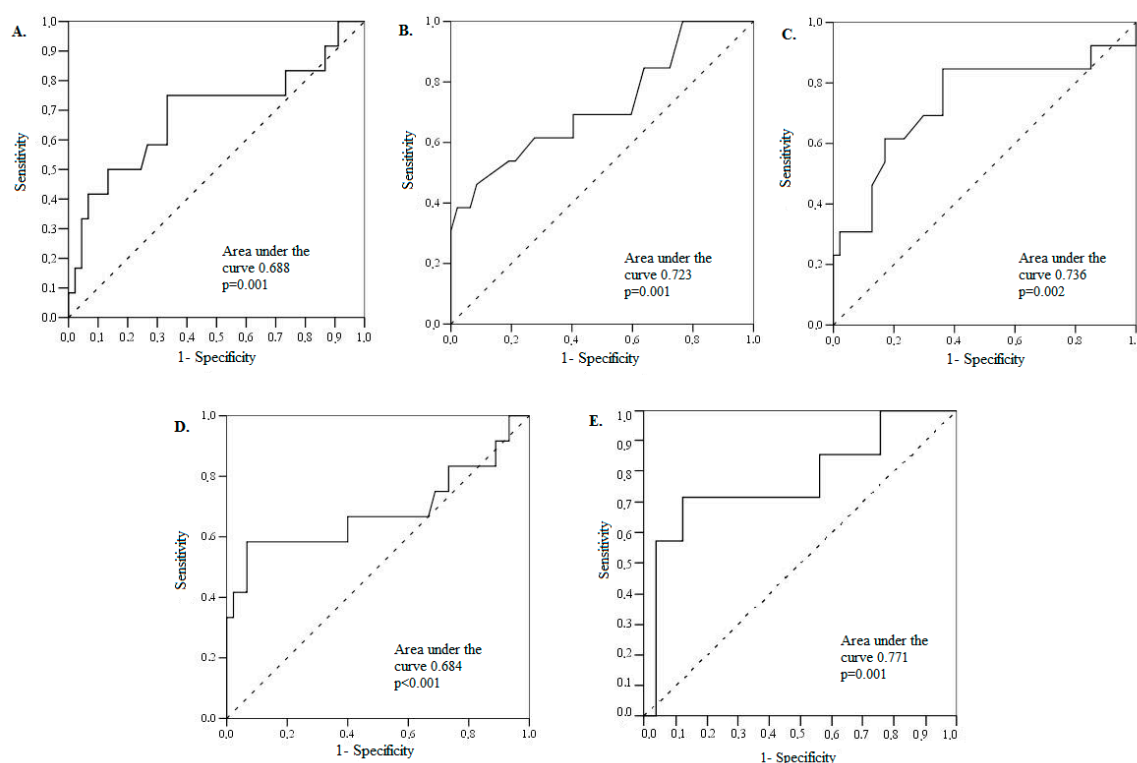 A.
1,0
0,9
0,8
0,7
0,6
0,5
0,4
0,3
0,2
0,1
0,0
Sensitivity
Area under the
curve 0.688
p=0.001
0,0 0,1 0,2 0,3 0,4 0,5 0,6 0,7 0,8 0,9 1,0
1- Specificity
B.
1,0
0,8
0,6
0,4
0,2
0,0
Sensitivity
Area under the
curve 0.723
p=0.001
0,0 0,2 0,4 0,6 0,8 1.0
1- Specificity
C.
1,0
0,8
0,6
0,4
0,2
0,0
Sensitivity
Area under the
curve 0.736
p=0.002
0,0 0,2 0,4 0,6 0,8 1.0
1- Specificity
D.
1,0
0,8
0,6
0,4
0,2
0,0
Sensitivity
Area under the
curve 0.684
p<0.001
0,0 0,2 0,4 0,6 0,8 1,0
1- Specificity
E.
1,0
0,9
0,8
0,7
0,6
0,5
0,4
0,3
0,2
0,1
0,0
Sensitivity
Area under the
curve 0.771
p=0.001
0,0 0,1 0,2 0,3 0,4 0,5 0,6 0,7 0,8 0,9 1,0
1- Specificity